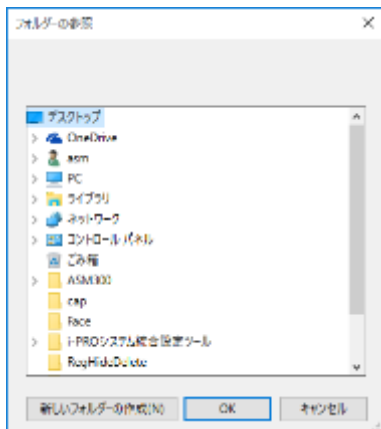 フォルダーの参照
デスクトップ
OneDrive
asm
PC
ライブラリ
ネットワーク
コントロール パネル
ごみ箱
ASM300
cap
Face
i-PROシステム統合設定ツール
RegHideDelete
新しいフォルダーの作成(N)
OK
キャンセル